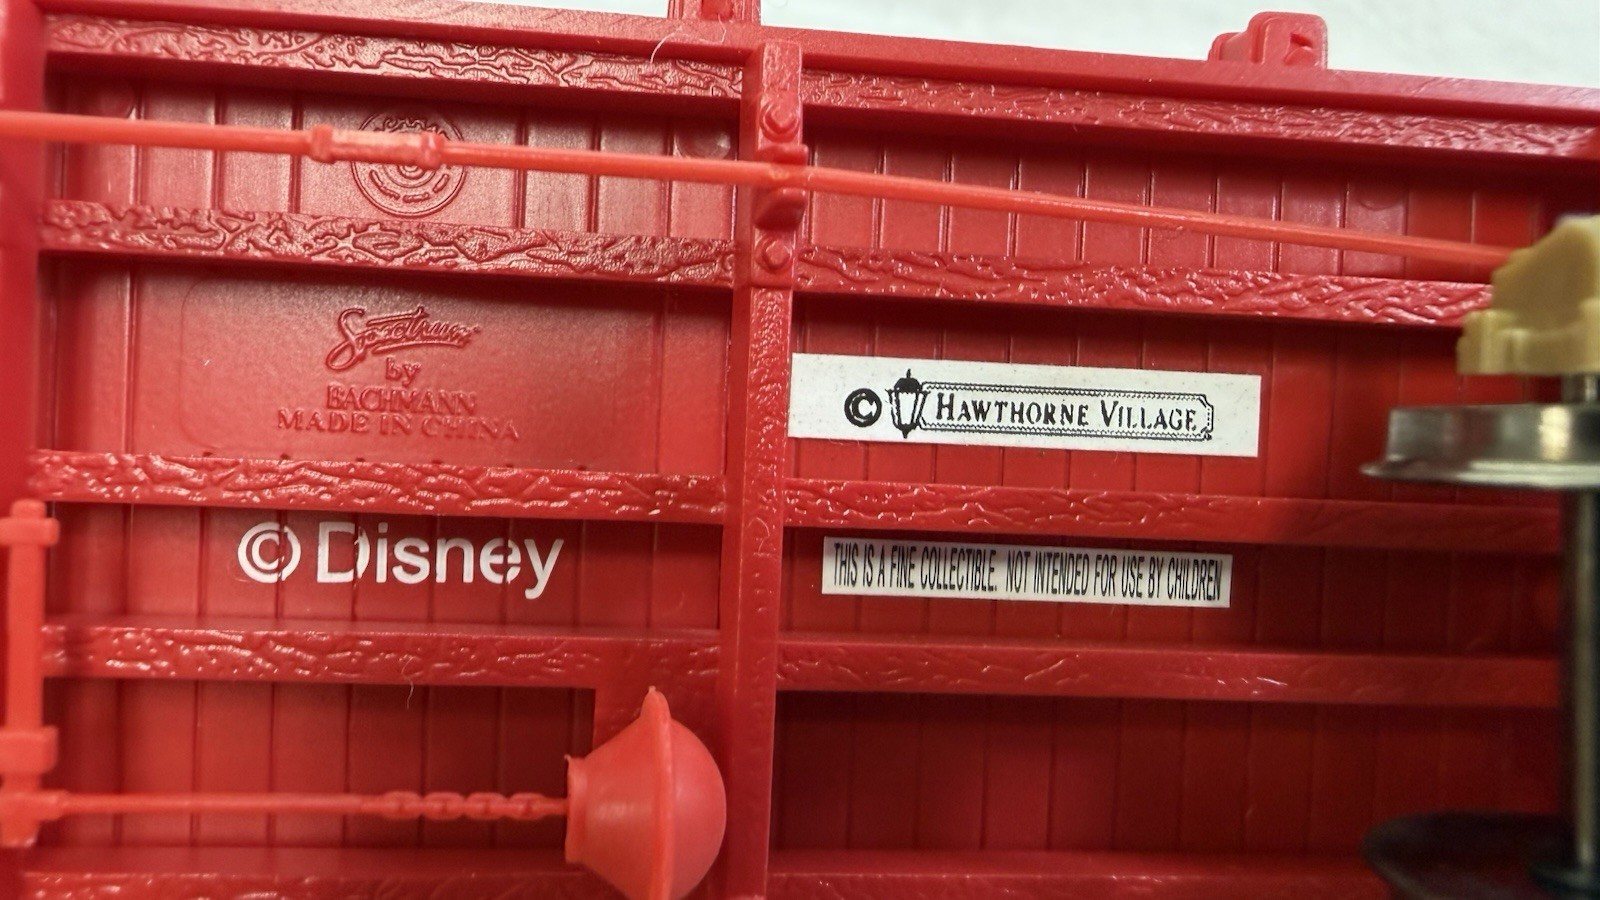 Spectrum
by
BACHMANN
MADE IN CHINA
© HAWTHORNE VILLAGE
© Disney
THIS IS A FINE COLLECTIBLE. NOT INTENDED FOR USE BY CHILDREN